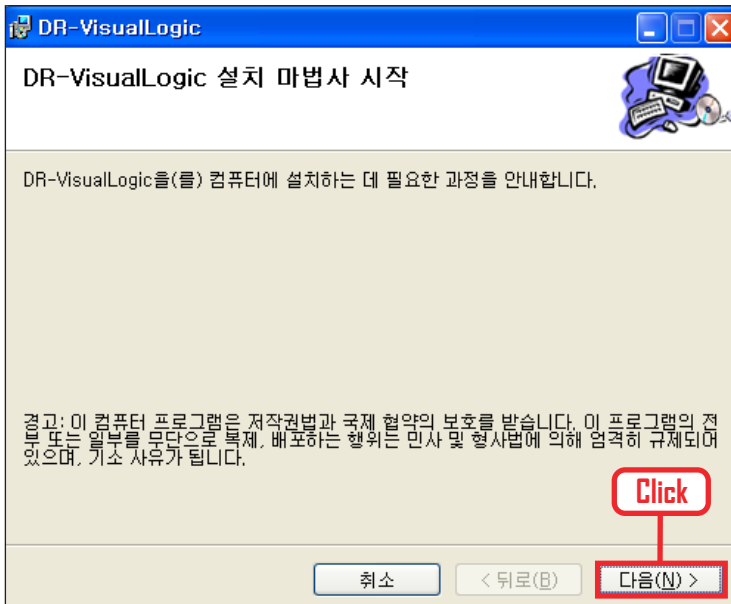 DR-VisualLogic
DR-VisualLogic 설치 마법사 시작
DR-VisualLogic을(를) 컴퓨터에 설치하는 데 필요한 과정을 안내합니다.
경고: 이 컴퓨터 프로그램은 저작권법과 국제 협약의 보호를 받습니다. 이 프로그램의 전
부 또는 일부를 무단으로 복제, 배포하는 행위는 민사 및 형사법에 의해 엄격히 규제되어
있으며, 기소 사유가 됩니다.
Click
취소
< 뒤로(B)
다음(N) >